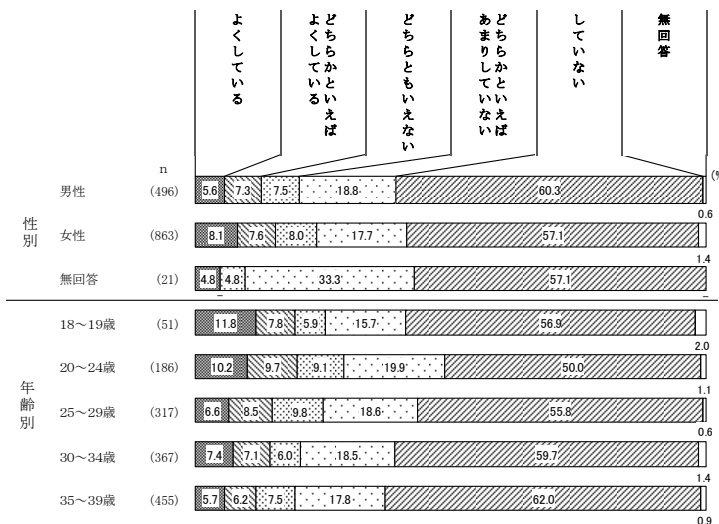 よくしている
どちらかといえば
よくしている
どちらともいえない
どちらかといえば
あまりしていない
していない
無回答
n
(%
性別
男性 (496) 5.6 7.3 7.5 18.8 60.3 0.6
女性 (863) 8.1 7.6 8.0 17.7 57.1 1.4
無回答 (21) 4.8 – 4.8 33.3 57.1 –
年齢別
18～19歳 (51) 11.8 7.8 5.9 15.7 56.9 2.0
20～24歳 (186) 10.2 9.7 9.1 19.9 50.0 1.1
25～29歳 (317) 6.6 8.5 9.8 18.6 55.8 0.6
30～34歳 (367) 7.4 7.1 6.0 18.5 59.7 1.4
35～39歳 (455) 5.7 6.2 7.5 17.8 62.0 0.9